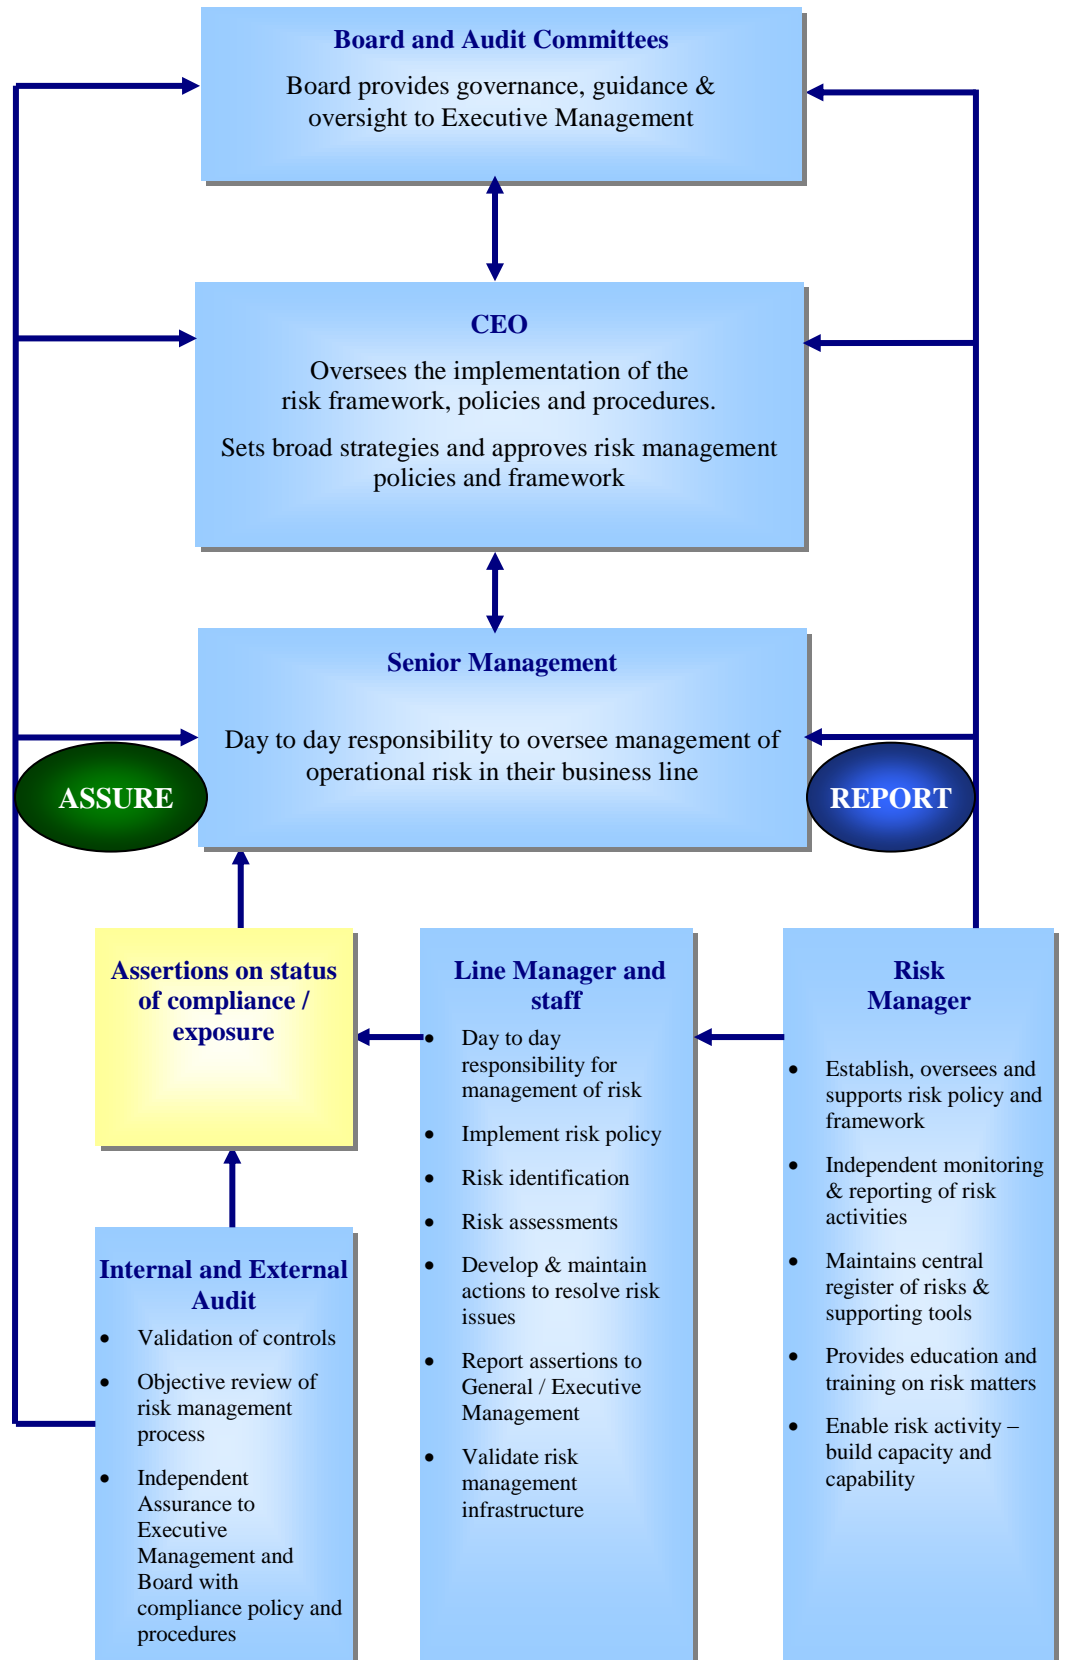 Board and Audit Committees
Board provides governance, guidance &
oversight to Executive Management
CEO
Oversees the implementation of the
risk framework, policies and procedures.
Sets broad strategies and approves risk management
policies and framework
Senior Management
Day to day responsibility to oversee management of
operational risk in their business line
ASSURE
REPORT
Assertions on status
of compliance /
exposure
Line Manager and
staff
• Day to day
responsibility for
management of risk
• Implement risk policy
• Risk identification
• Risk assessments
• Develop & maintain
actions to resolve risk
issues
• Report assertions to
General / Executive
Management
• Validate risk
management
infrastructure
Risk
Manager
• Establish, oversees and
supports risk policy and
framework
• Independent monitoring
& reporting of risk
activities
• Maintains central
register of risks &
supporting tools
• Provides education and
training on risk matters
• Enable risk activity –
build capacity and
capability
Internal and External
Audit
• Validation of controls
• Objective review of
risk management
process
• Independent
Assurance to
Executive
Management and
Board with
compliance policy and
procedures